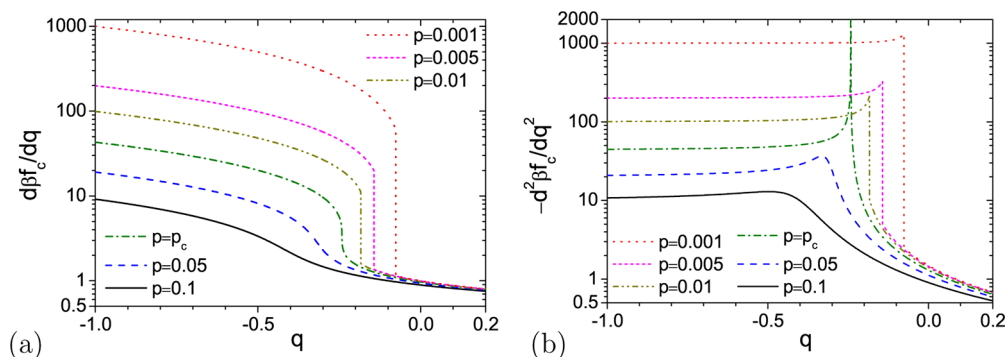 1000
100
10
1
0.5
-1.0
-0.5
0.0
0.2
q
dβf_c/dq
p=0.001
p=0.005
p=0.01
p=p_c
p=0.05
p=0.1
(a)
2000
1000
100
10
1
0.5
-1.0
-0.5
0.0
0.2
q
−d²βf_c/dq²
p=0.001
p=0.005
p=0.01
p=p_c
p=0.05
p=0.1
(b)